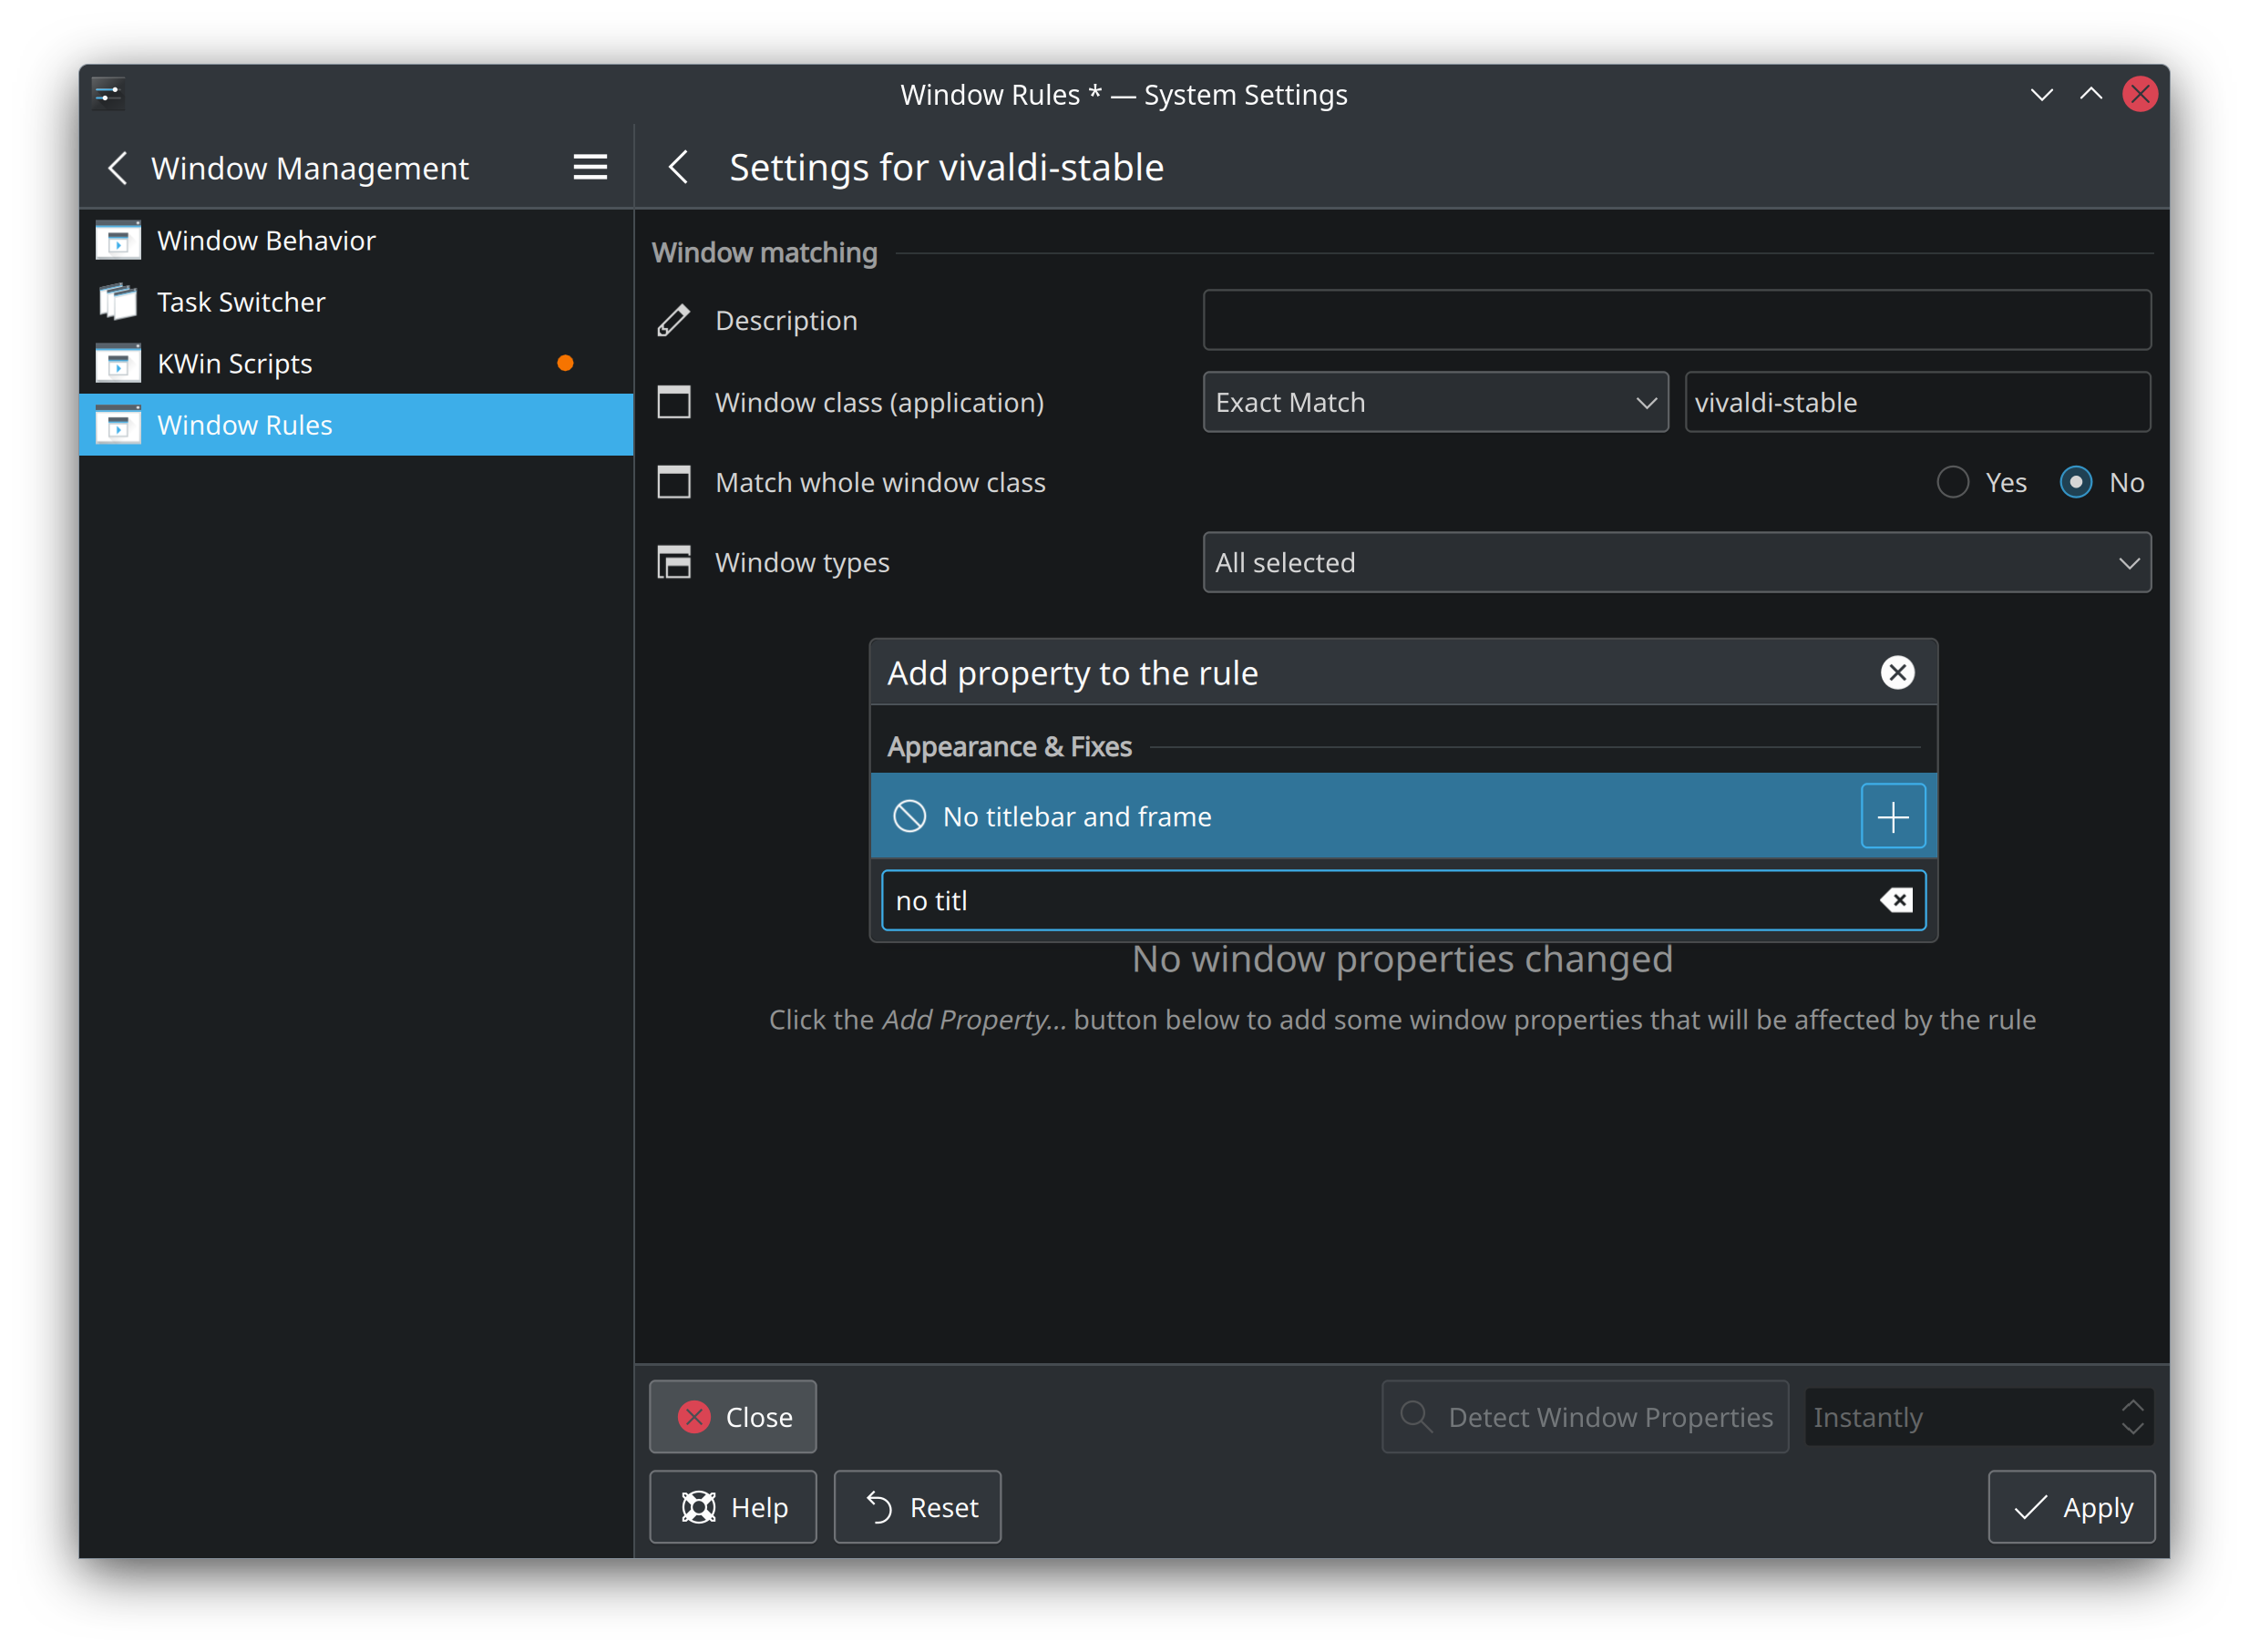 Window Rules * — System Settings
Window Management
Settings for vivaldi-stable
Window Behavior
Task Switcher
KWin Scripts
Window Rules
Window matching
Description
Window class (application) Exact Match vivaldi-stable
Match whole window class Yes No
Window types All selected
Add property to the rule
Appearance & Fixes
No titlebar and frame
no titl
No window properties changed
Click the Add Property... button below to add some window properties that will be affected by the rule
Close Detect Window Properties Instantly
Help Reset Apply